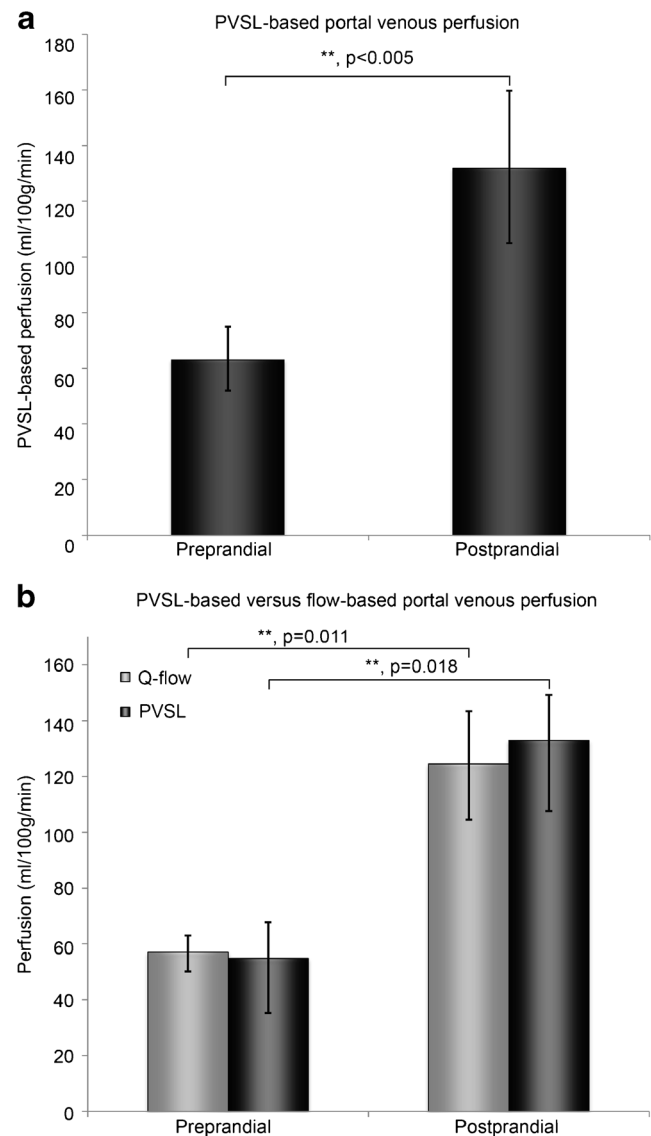 a
PVSL-based portal venous perfusion
180
**, p<0.005
160
140
120
100
80
60
40
20
0
PVSL-based perfusion (ml/100g/min)
Preprandial Postprandial
b
PVSL-based versus flow-based portal venous perfusion
**, p=0.011
160
**, p=0.018
Q-flow
PVSL
140
120
100
80
60
40
20
0
Perfusion (ml/100g/min)
Preprandial Postprandial